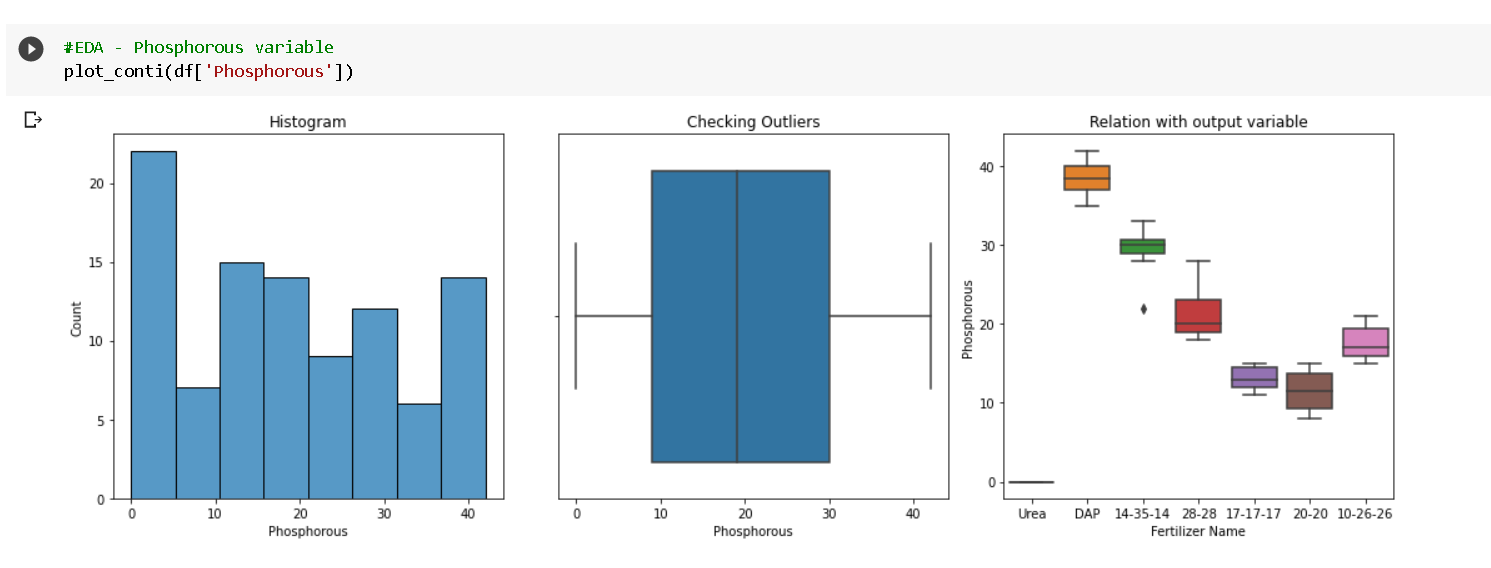 #EDA - Phosphorous variable
plot_conti(df['Phosphorous'])
Histogram
Count
20
15
10
5
0
0 10 20 30 40
Phosphorous
Checking Outliers
0 10 20 30 40
Phosphorous
Relation with output variable
Phosphorous
40
30
20
10
0
Urea DAP 14-35-14 28-28 17-17-17 20-20 10-26-26
Fertilizer Name